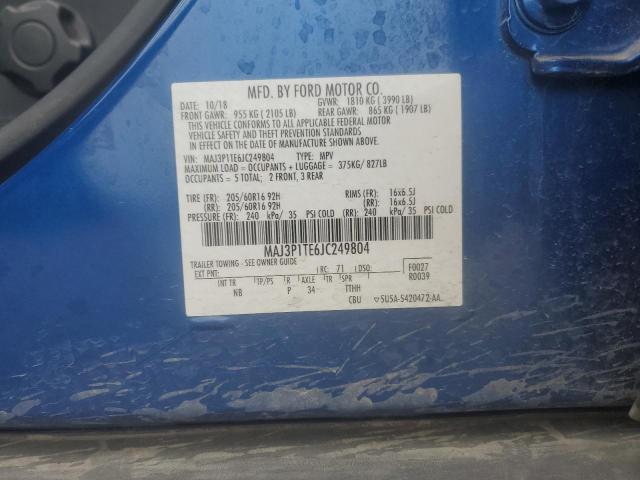 MFD. BY FORD MOTOR CO.
DATE: 10/18 GVWR: 1810 KG ( 3990 LB)
FRONT GAWR: 955 KG ( 2105 LB) REAR GAWR: 865 KG ( 1907 LB)
THIS VEHICLE CONFORMS TO ALL APPLICABLE FEDERAL MOTOR
VEHICLE SAFETY AND THEFT PREVENTION STANDARDS
IN EFFECT ON THE DATE OF MANUFACTURE SHOWN ABOVE.
VIN: MAJ3P1TE6JC249804 TYPE: MPV
MAXIMUM LOAD = OCCUPANTS + LUGGAGE = 375KG/ 827LB
OCCUPANTS = 5 TOTAL; 2 FRONT, 3 REAR
TIRE (FR): 205/60R16 92H RIMS (FR): 16x6.5J
(RR): 205/60R16 92H (RR): 16x6.5J
PRESSURE (FR): 240 kPa/ 35 PSI COLD (RR): 240 kPa/ 35 PSI COLD
MAJ3P1TE6JC249804
TRAILER TOWING - SEE OWNER GUIDE
EXT PNT: RC: 71 DSO: F0027
R0039
INT TR TP/PS R AXLE TR SPR
NB P 34 TTHH
CBU 5U5A-5420472-AA